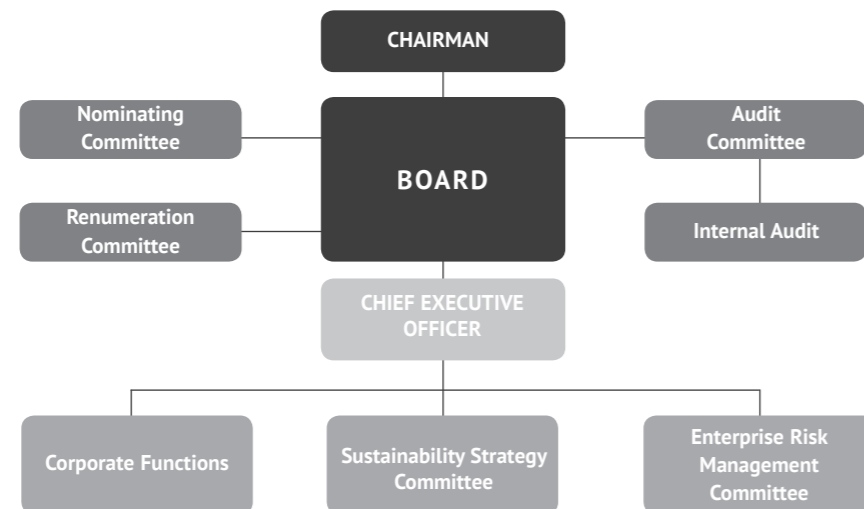 CHAIRMAN
Nominating
Committee
Audit
Committee
BOARD
Renumeration
Committee
Internal Audit
CHIEF EXECUTIVE
OFFICER
Corporate Functions
Sustainability Strategy
Committee
Enterprise Risk
Management
Committee